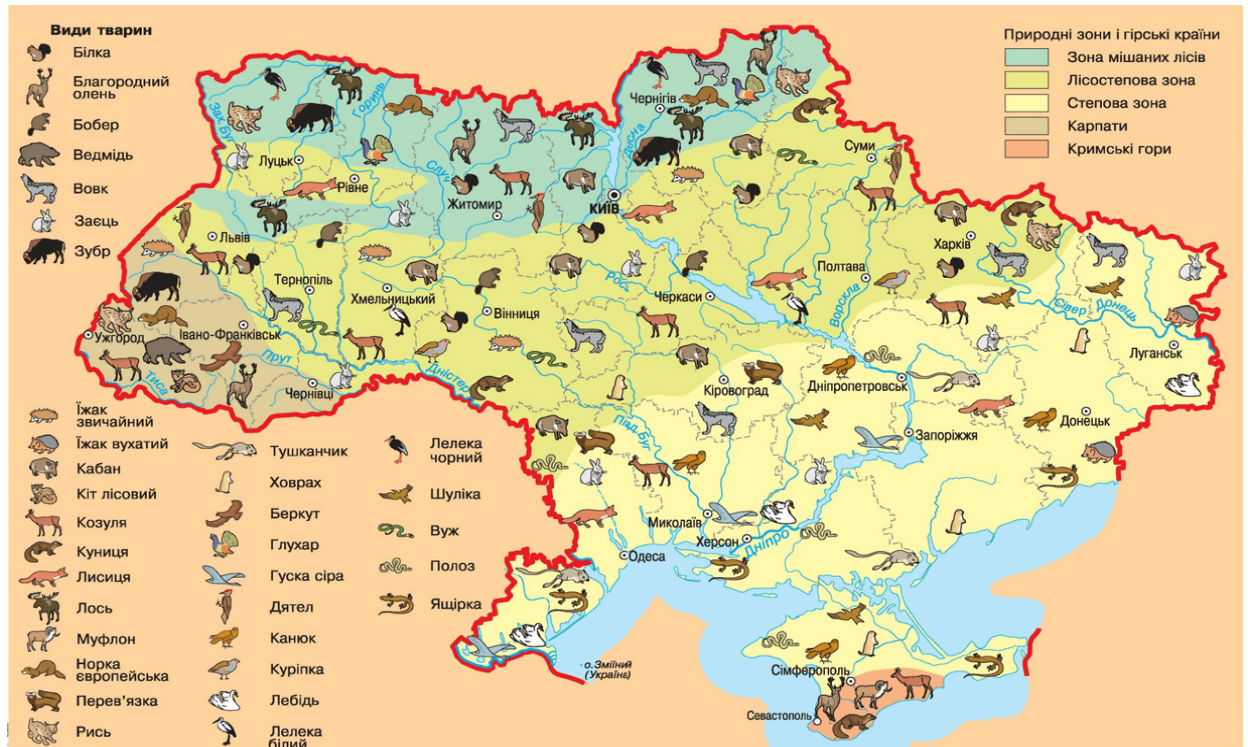 Види тварин
Білка
Благородний
олень
Бобер
Ведмідь
Вовк
Заєць
Зубр
Природні зони і гірські країни
Зона мішаних лісів
Лісостепова зона
Степова зона
Карпати
Кримські гори
Зах. Буг
Горинь
Случ
Десна
Чернігів
Луцьк
Рівне
Житомир
КИЇВ
Суми
Львів
Тернопіль
Хмельницький
Вінниця
Рось
Черкаси
Полтава
Ворскла
Харків
Сівер. Донець
Ужгород
Івано-Франківськ
Прут
Тиса
Чернівці
Дністер
Кіровоград
Дніпропетровськ
Луганськ
Донецьк
Запоріжжя
Півд. Буг
Миколаїв
Херсон
Дніпро
Одеса
о. Зміїний
(Україна)
Сімферополь
Севастополь
Їжак
звичайний
Їжак вухатий
Кабан
Кіт лісовий
Козуля
Куниця
Лисиця
Лось
Муфлон
Норка
європейська
Перев’язка
Рись
Тушканчик
Ховрах
Беркут
Глухар
Гуска сіра
Дятел
Канюк
Куріпка
Лебідь
Лелека
білий
Лелека
чорний
Шуліка
Вуж
Полоз
Ящірка